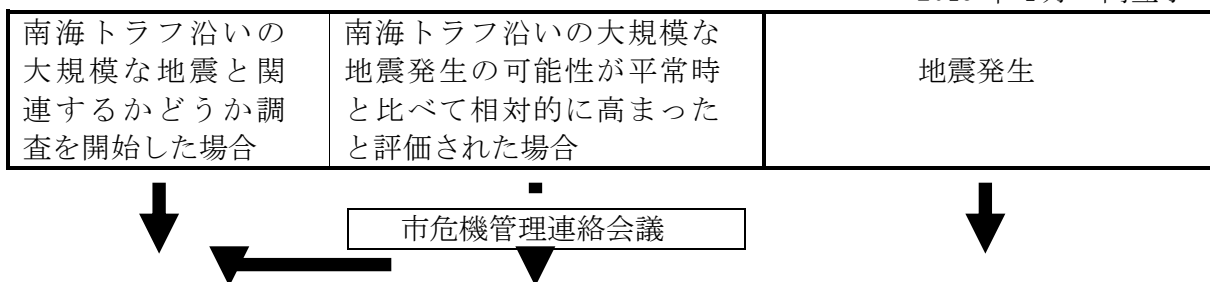 南海トラフ沿いの
大規模な地震と関
連するかどうか調
査を開始した場合
南海トラフ沿いの大規模な
地震発生の可能性が平常時
と比べて相対的に高まった
と評価された場合
地震発生
市危機管理連絡会議